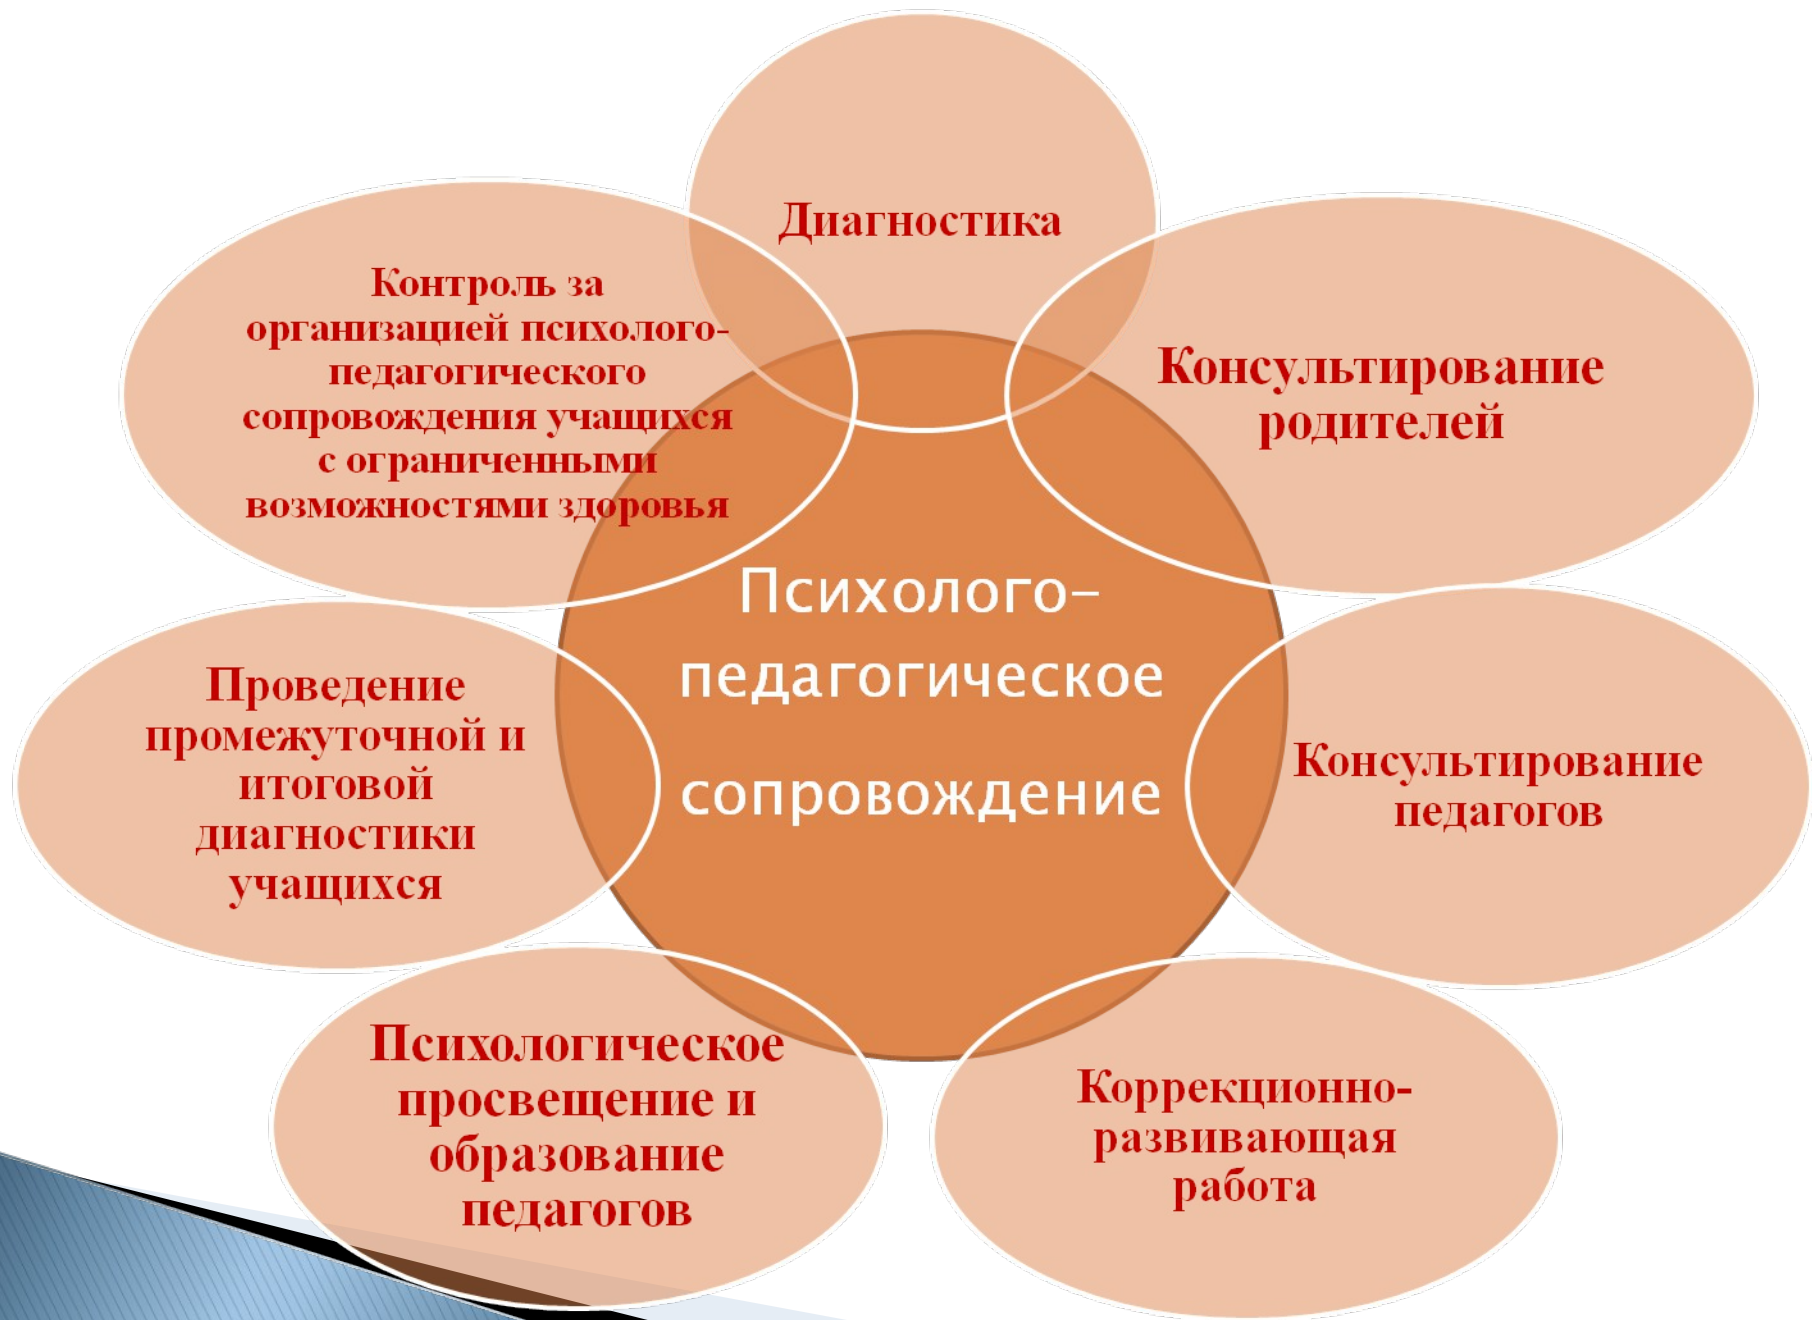 Диагностика
Консультирование
родителей
Консультирование
педагогов
Коррекционно-
развивающая
работа
Психологическое
просвещение и
образование
педагогов
Проведение
промежуточной и
итоговой
диагностики
учащихся
Контроль за
организацией психолого-
педагогического
сопровождения учащихся
с ограниченными
возможностями здоровья
Психолого-
педагогическое
сопровождение